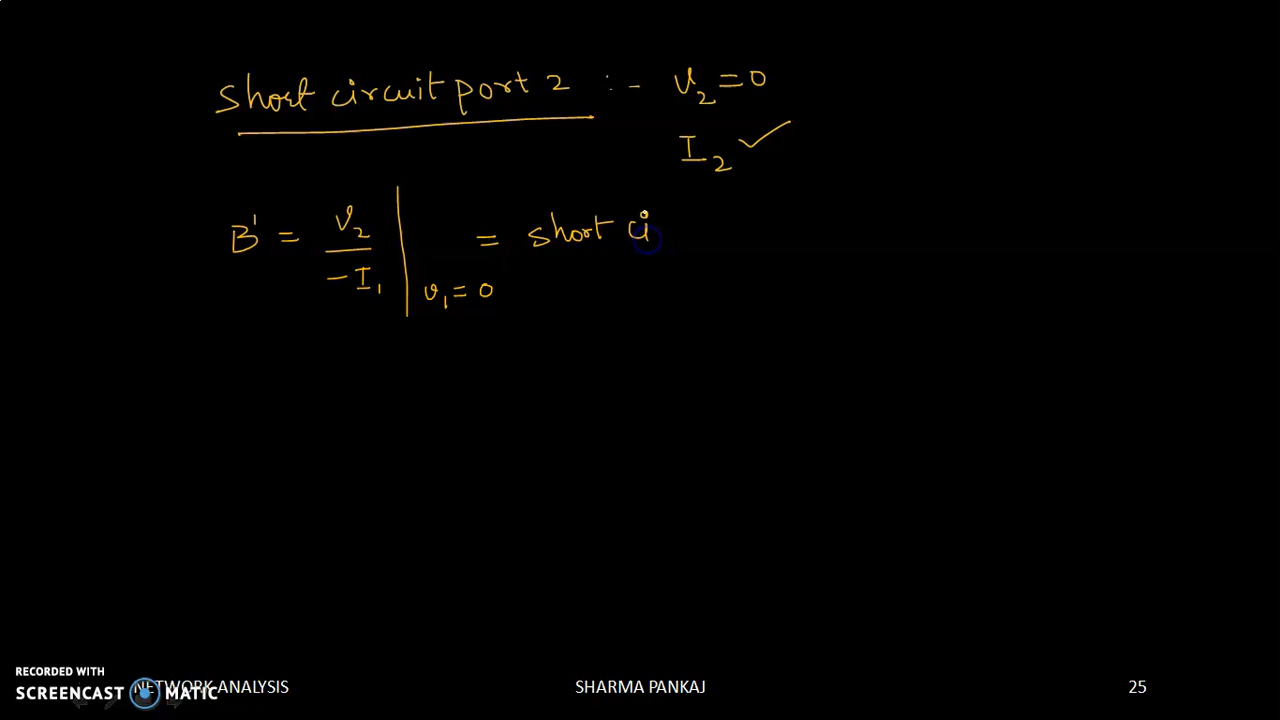 short circuit port 2 :- V₂ = 0
I₂ ✓
B' = V₂ / -I₁ | V₁ = 0 = short ci
RECORDED WITH
SCREENCAST MATIC
NETWORK ANALYSIS
SHARMA PANKAJ
25